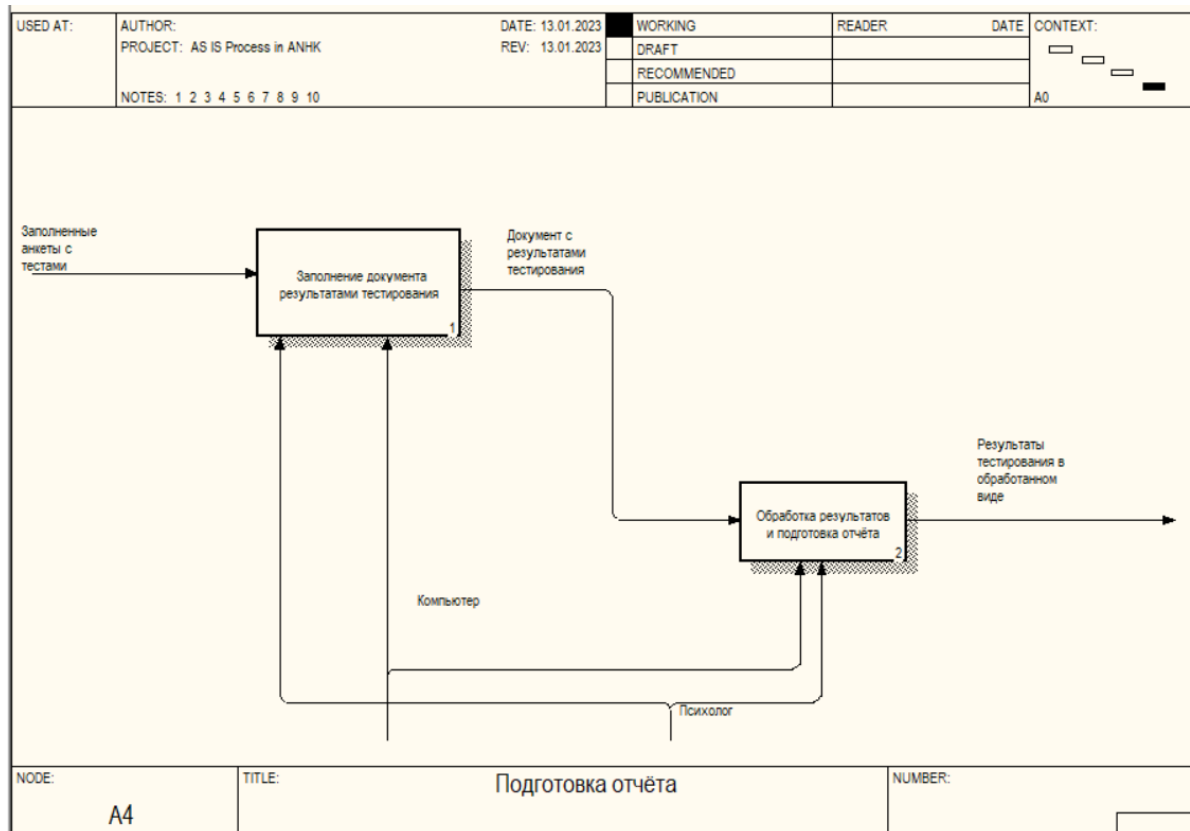 USED AT:
AUTHOR:
DATE: 13.01.2023
WORKING
READER
DATE
CONTEXT:
PROJECT: AS IS Process in ANHK
REV: 13.01.2023
DRAFT
RECOMMENDED
NOTES: 1 2 3 4 5 6 7 8 9 10
PUBLICATION
A0
Заполненные
анкеты с
тестами
Заполнение документа
результатами тестирования
1
Документ с
результатами
тестирования
Результаты
тестирования в
обработанном
виде
Обработка результатов
и подготовка отчёта
2
Компьютер
Психолог
NODE:
A4
TITLE:
Подготовка отчёта
NUMBER: